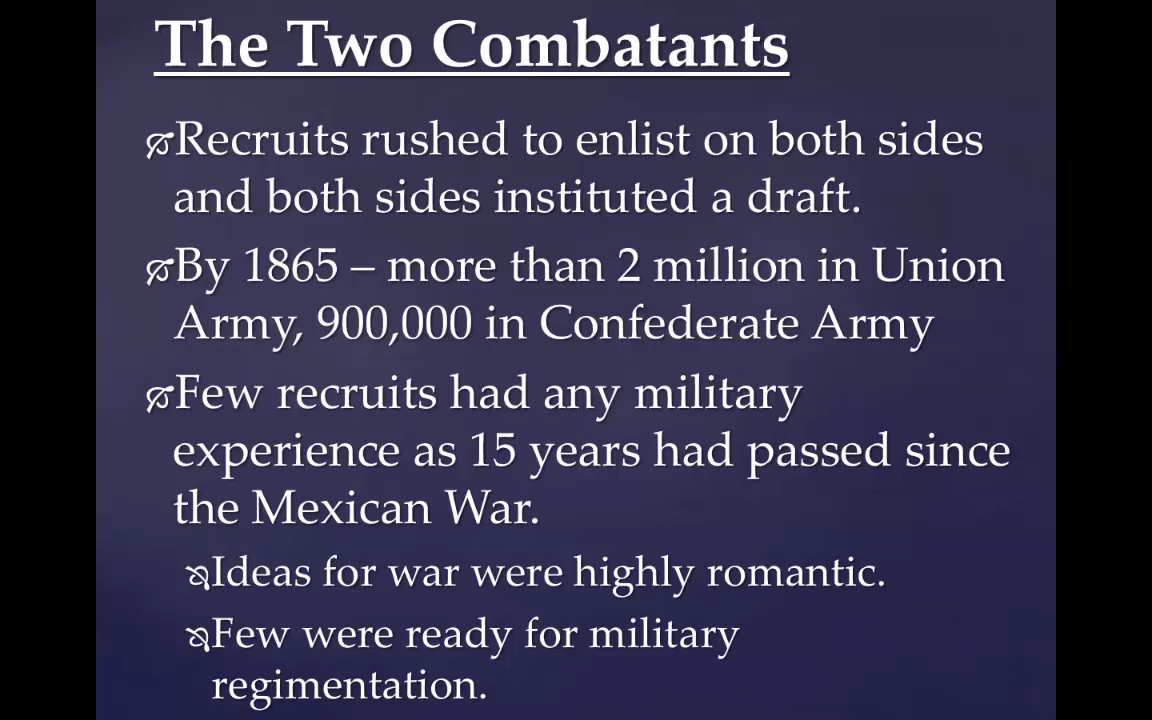 The Two Combatants
Recruits rushed to enlist on both sides
and both sides instituted a draft.
By 1865 – more than 2 million in Union
Army, 900,000 in Confederate Army
Few recruits had any military
experience as 15 years had passed since
the Mexican War.
Ideas for war were highly romantic.
Few were ready for military
regimentation.